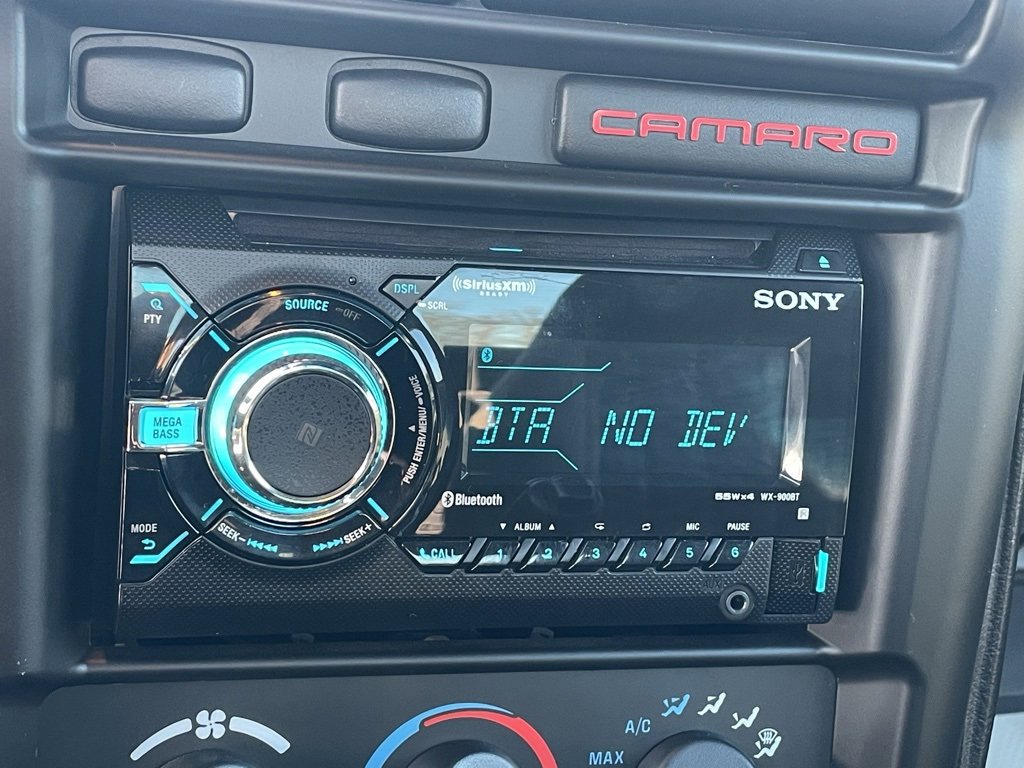 CAMARO
SOURCE
OFF
DSPL
SCRL
((SiriusXm))
READY
SONY
PTY
MEGA
BASS
PUSH ENTER/MENU/ VOICE
BTA NO DEV
Bluetooth
55W×4 WX-900BT
N
MODE
SEEK−
SEEK+
▼ ALBUM ▲
MIC
PAUSE
CALL
1 2 3 4 5 6
A/C
MAX